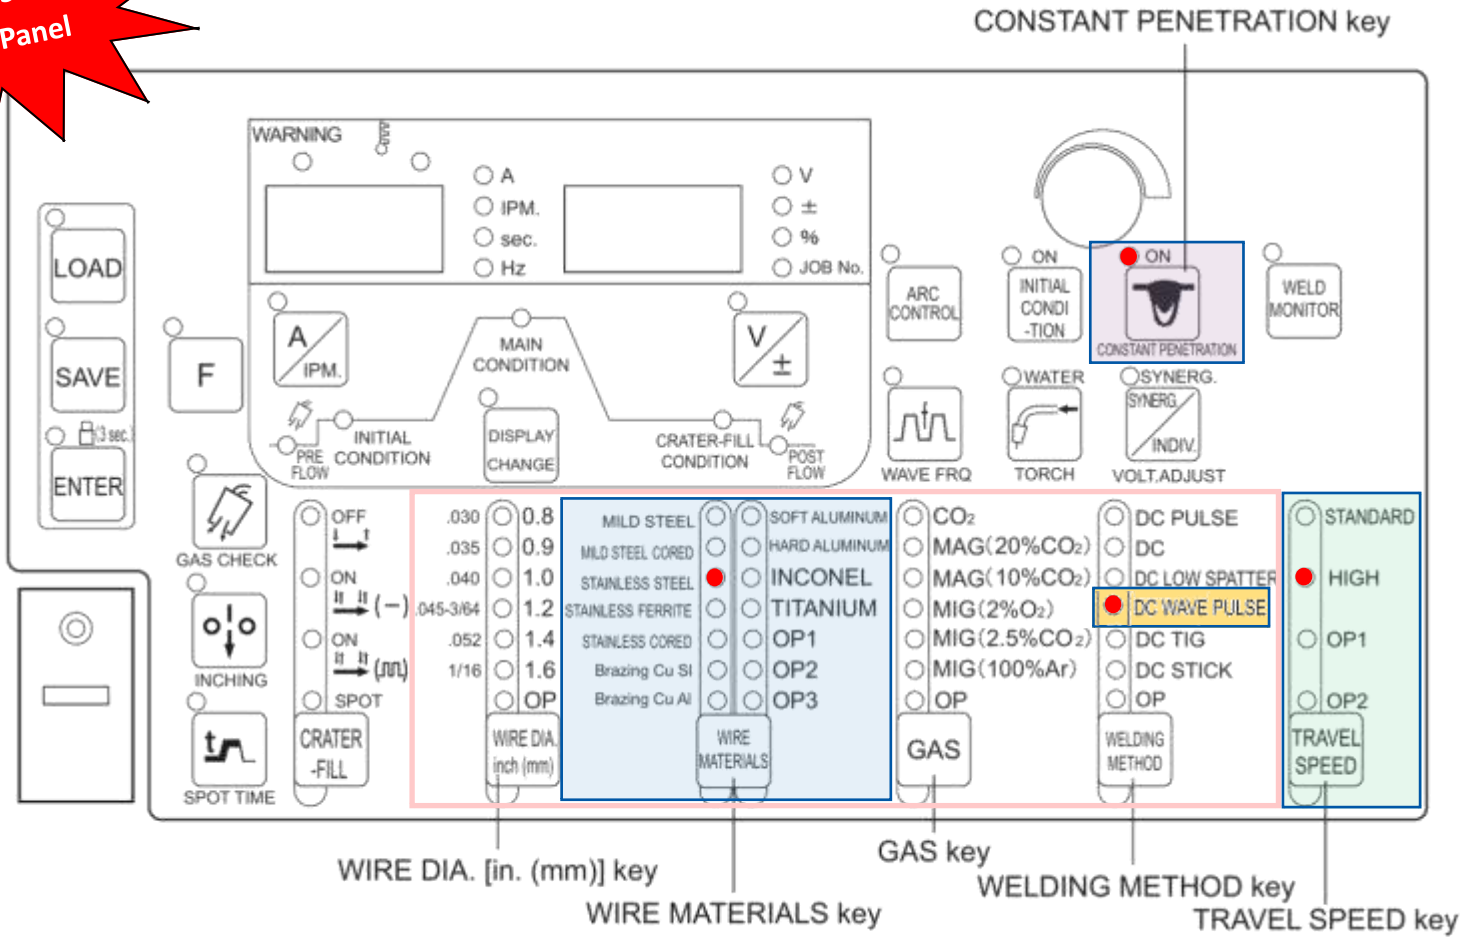 Panel
CONSTANT PENETRATION key
WARNING
A
IPM.
sec.
Hz
V
±
%
JOB No.
LOAD
SAVE
(3 sec.)
ENTER
F
A
IPM.
MAIN
CONDITION
V
±
INITIAL
CONDITION
PRE
FLOW
DISPLAY
CHANGE
CRATER-FILL
CONDITION
POST
FLOW
ARC
CONTROL
ON
INITIAL
CONDI
-TION
ON
CONSTANT PENETRATION
WELD
MONITOR
WAVE FRQ
WATER
TORCH
SYNERG.
SYNERG.
INDIV.
VOLT.ADJUST
GAS CHECK
INCHING
t
SPOT TIME
OFF
ON
(-)
ON
SPOT
CRATER
-FILL
.030 0.8
.035 0.9
.040 1.0
.045-3/64 1.2
.052 1.4
1/16 1.6
OP
WIRE DIA.
inch (mm)
MILD STEEL
MILD STEEL CORED
STAINLESS STEEL
STAINLESS FERRITE
STAINLESS CORED
Brazing Cu SI
Brazing Cu Al
SOFT ALUMINUM
HARD ALUMINUM
INCONEL
TITANIUM
OP1
OP2
OP3
WIRE
MATERIALS
CO₂
MAG(20%CO₂)
MAG(10%CO₂)
MIG(2%O₂)
MIG(2.5%CO₂)
MIG(100%Ar)
OP
GAS
DC PULSE
DC
DC LOW SPATTER
DC WAVE PULSE
DC TIG
DC STICK
OP
WELDING
METHOD
STANDARD
HIGH
OP1
OP2
TRAVEL
SPEED
WIRE DIA. [in. (mm)] key
WIRE MATERIALS key
GAS key
WELDING METHOD key
TRAVEL SPEED key